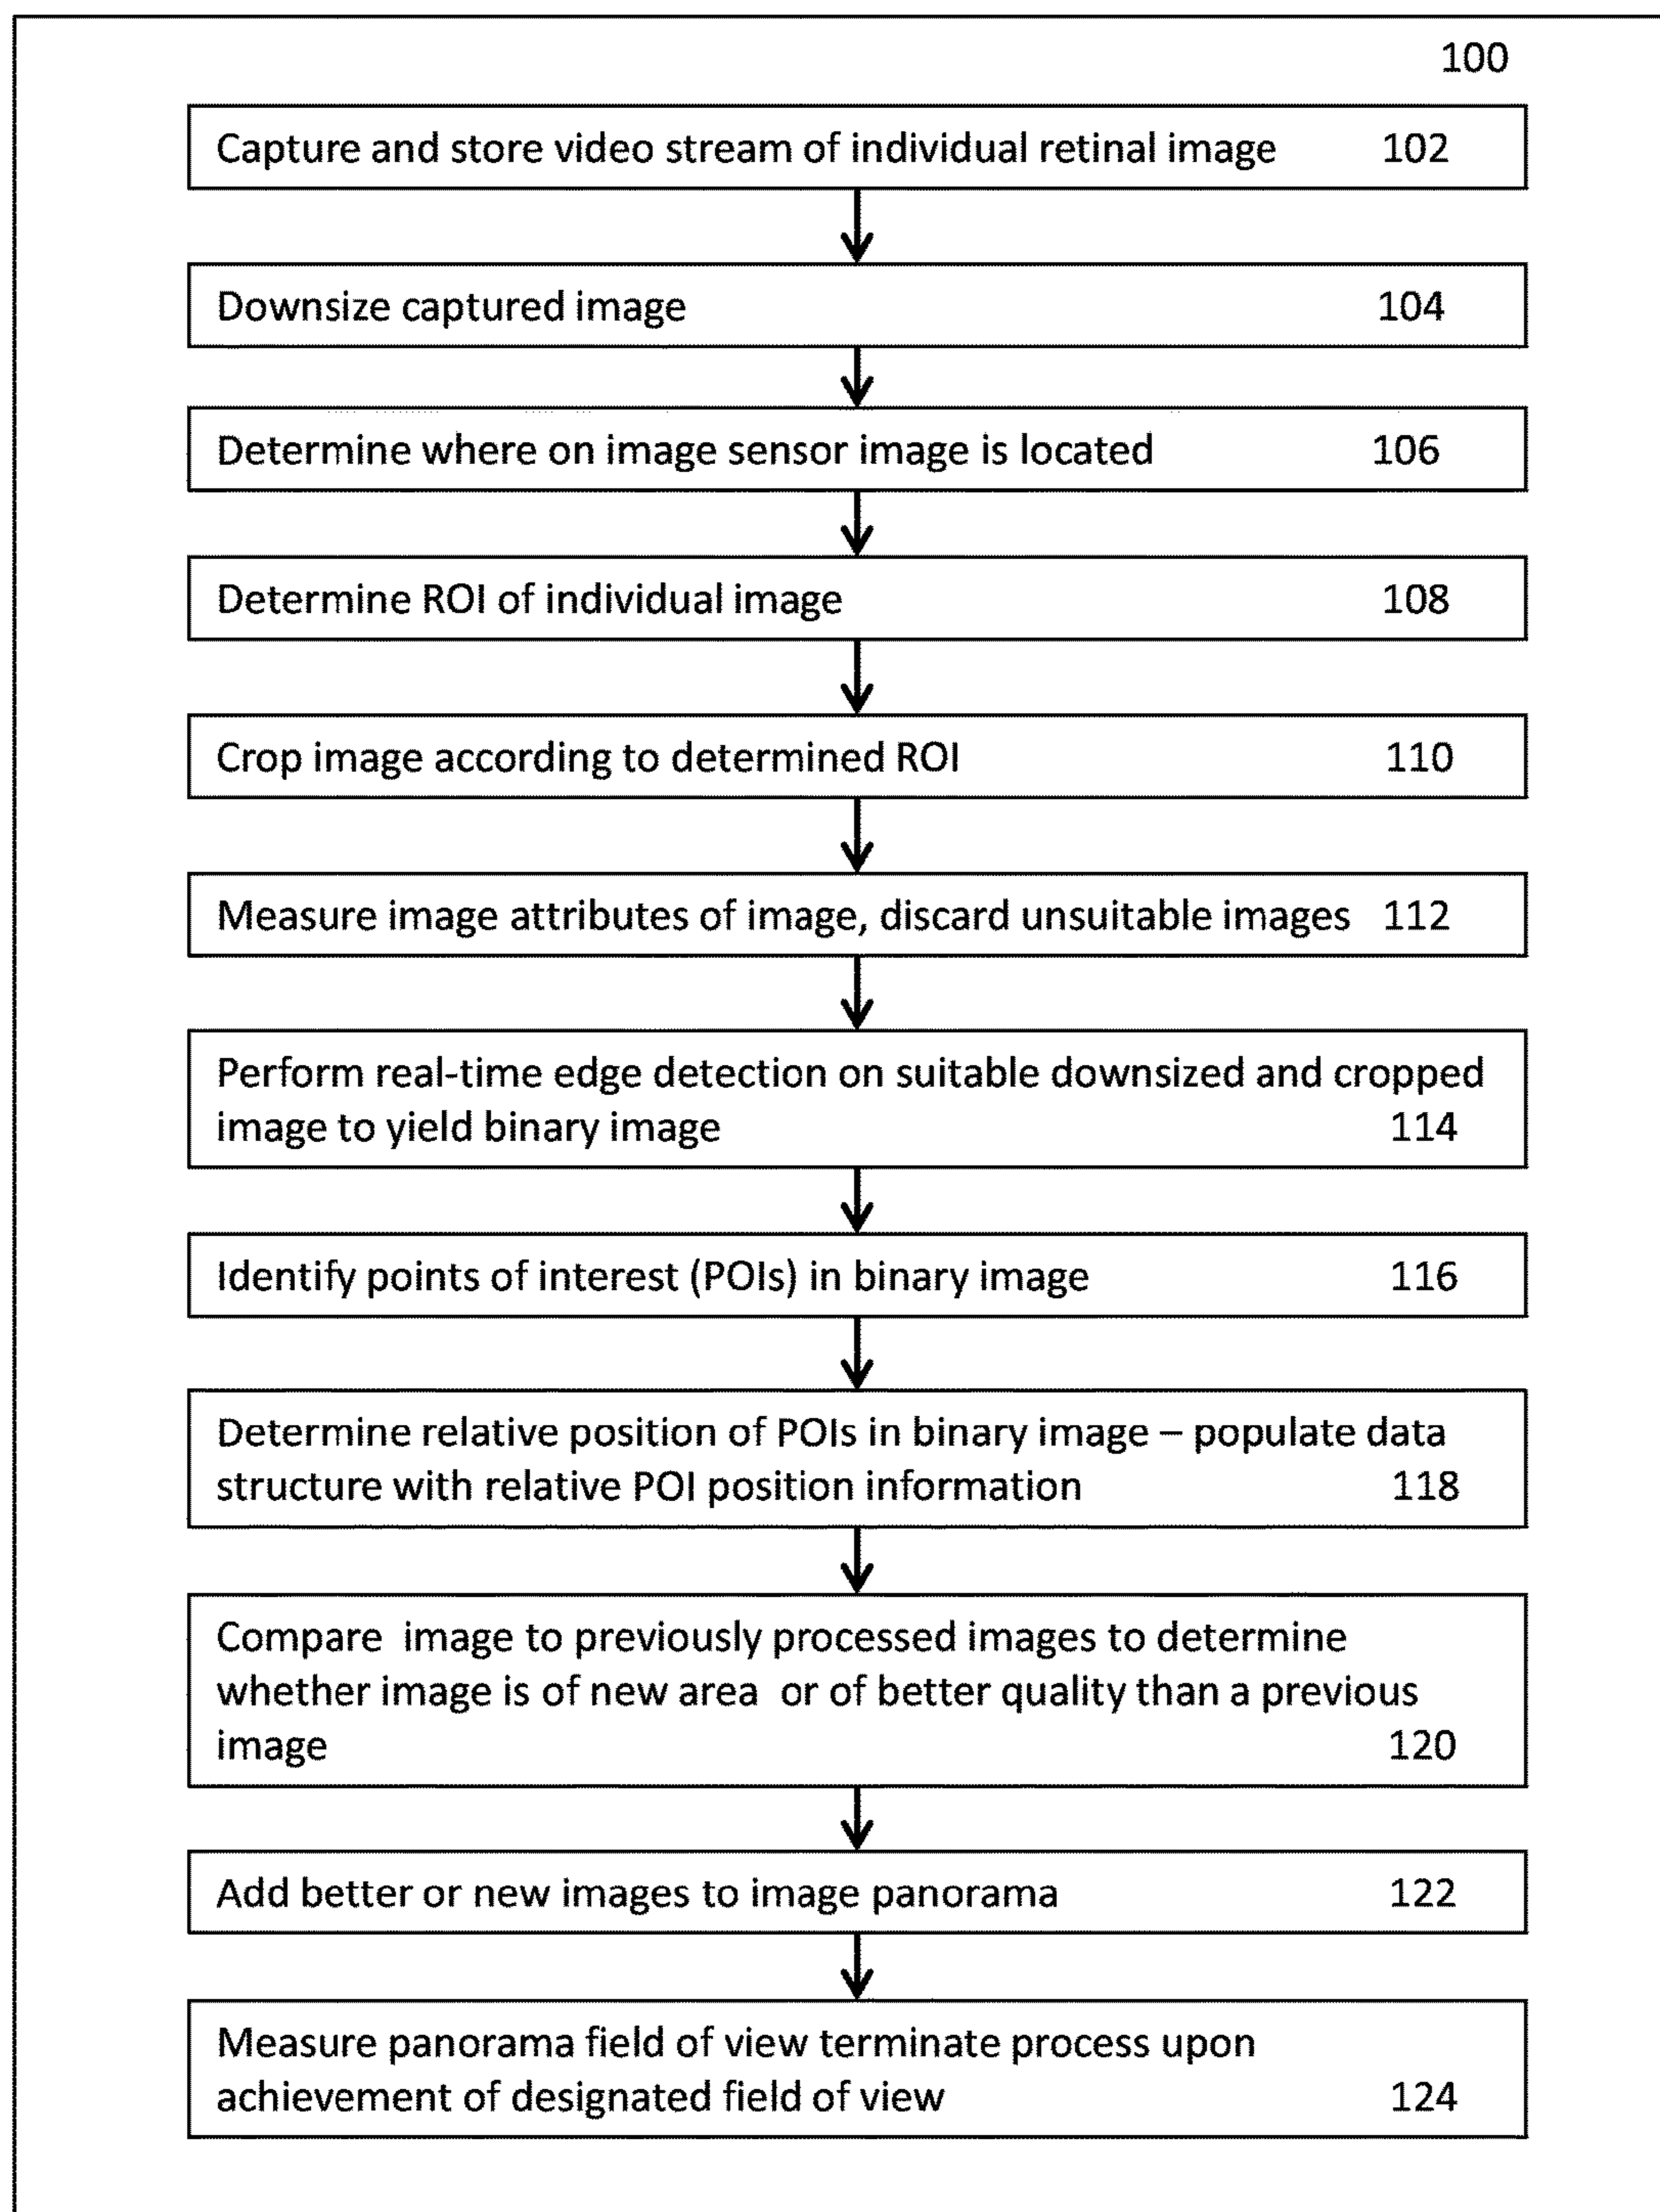 100
Capture and store video stream of individual retinal image 102
Downsize captured image 104
Determine where on image sensor image is located 106
Determine ROI of individual image 108
Crop image according to determined ROI 110
Measure image attributes of image, discard unsuitable images 112
Perform real-time edge detection on suitable downsized and cropped
image to yield binary image 114
Identify points of interest (POIs) in binary image 116
Determine relative position of POIs in binary image – populate data
structure with relative POI position information 118
Compare image to previously processed images to determine
whether image is of new area or of better quality than a previous
image 120
Add better or new images to image panorama 122
Measure panorama field of view terminate process upon
achievement of designated field of view 124